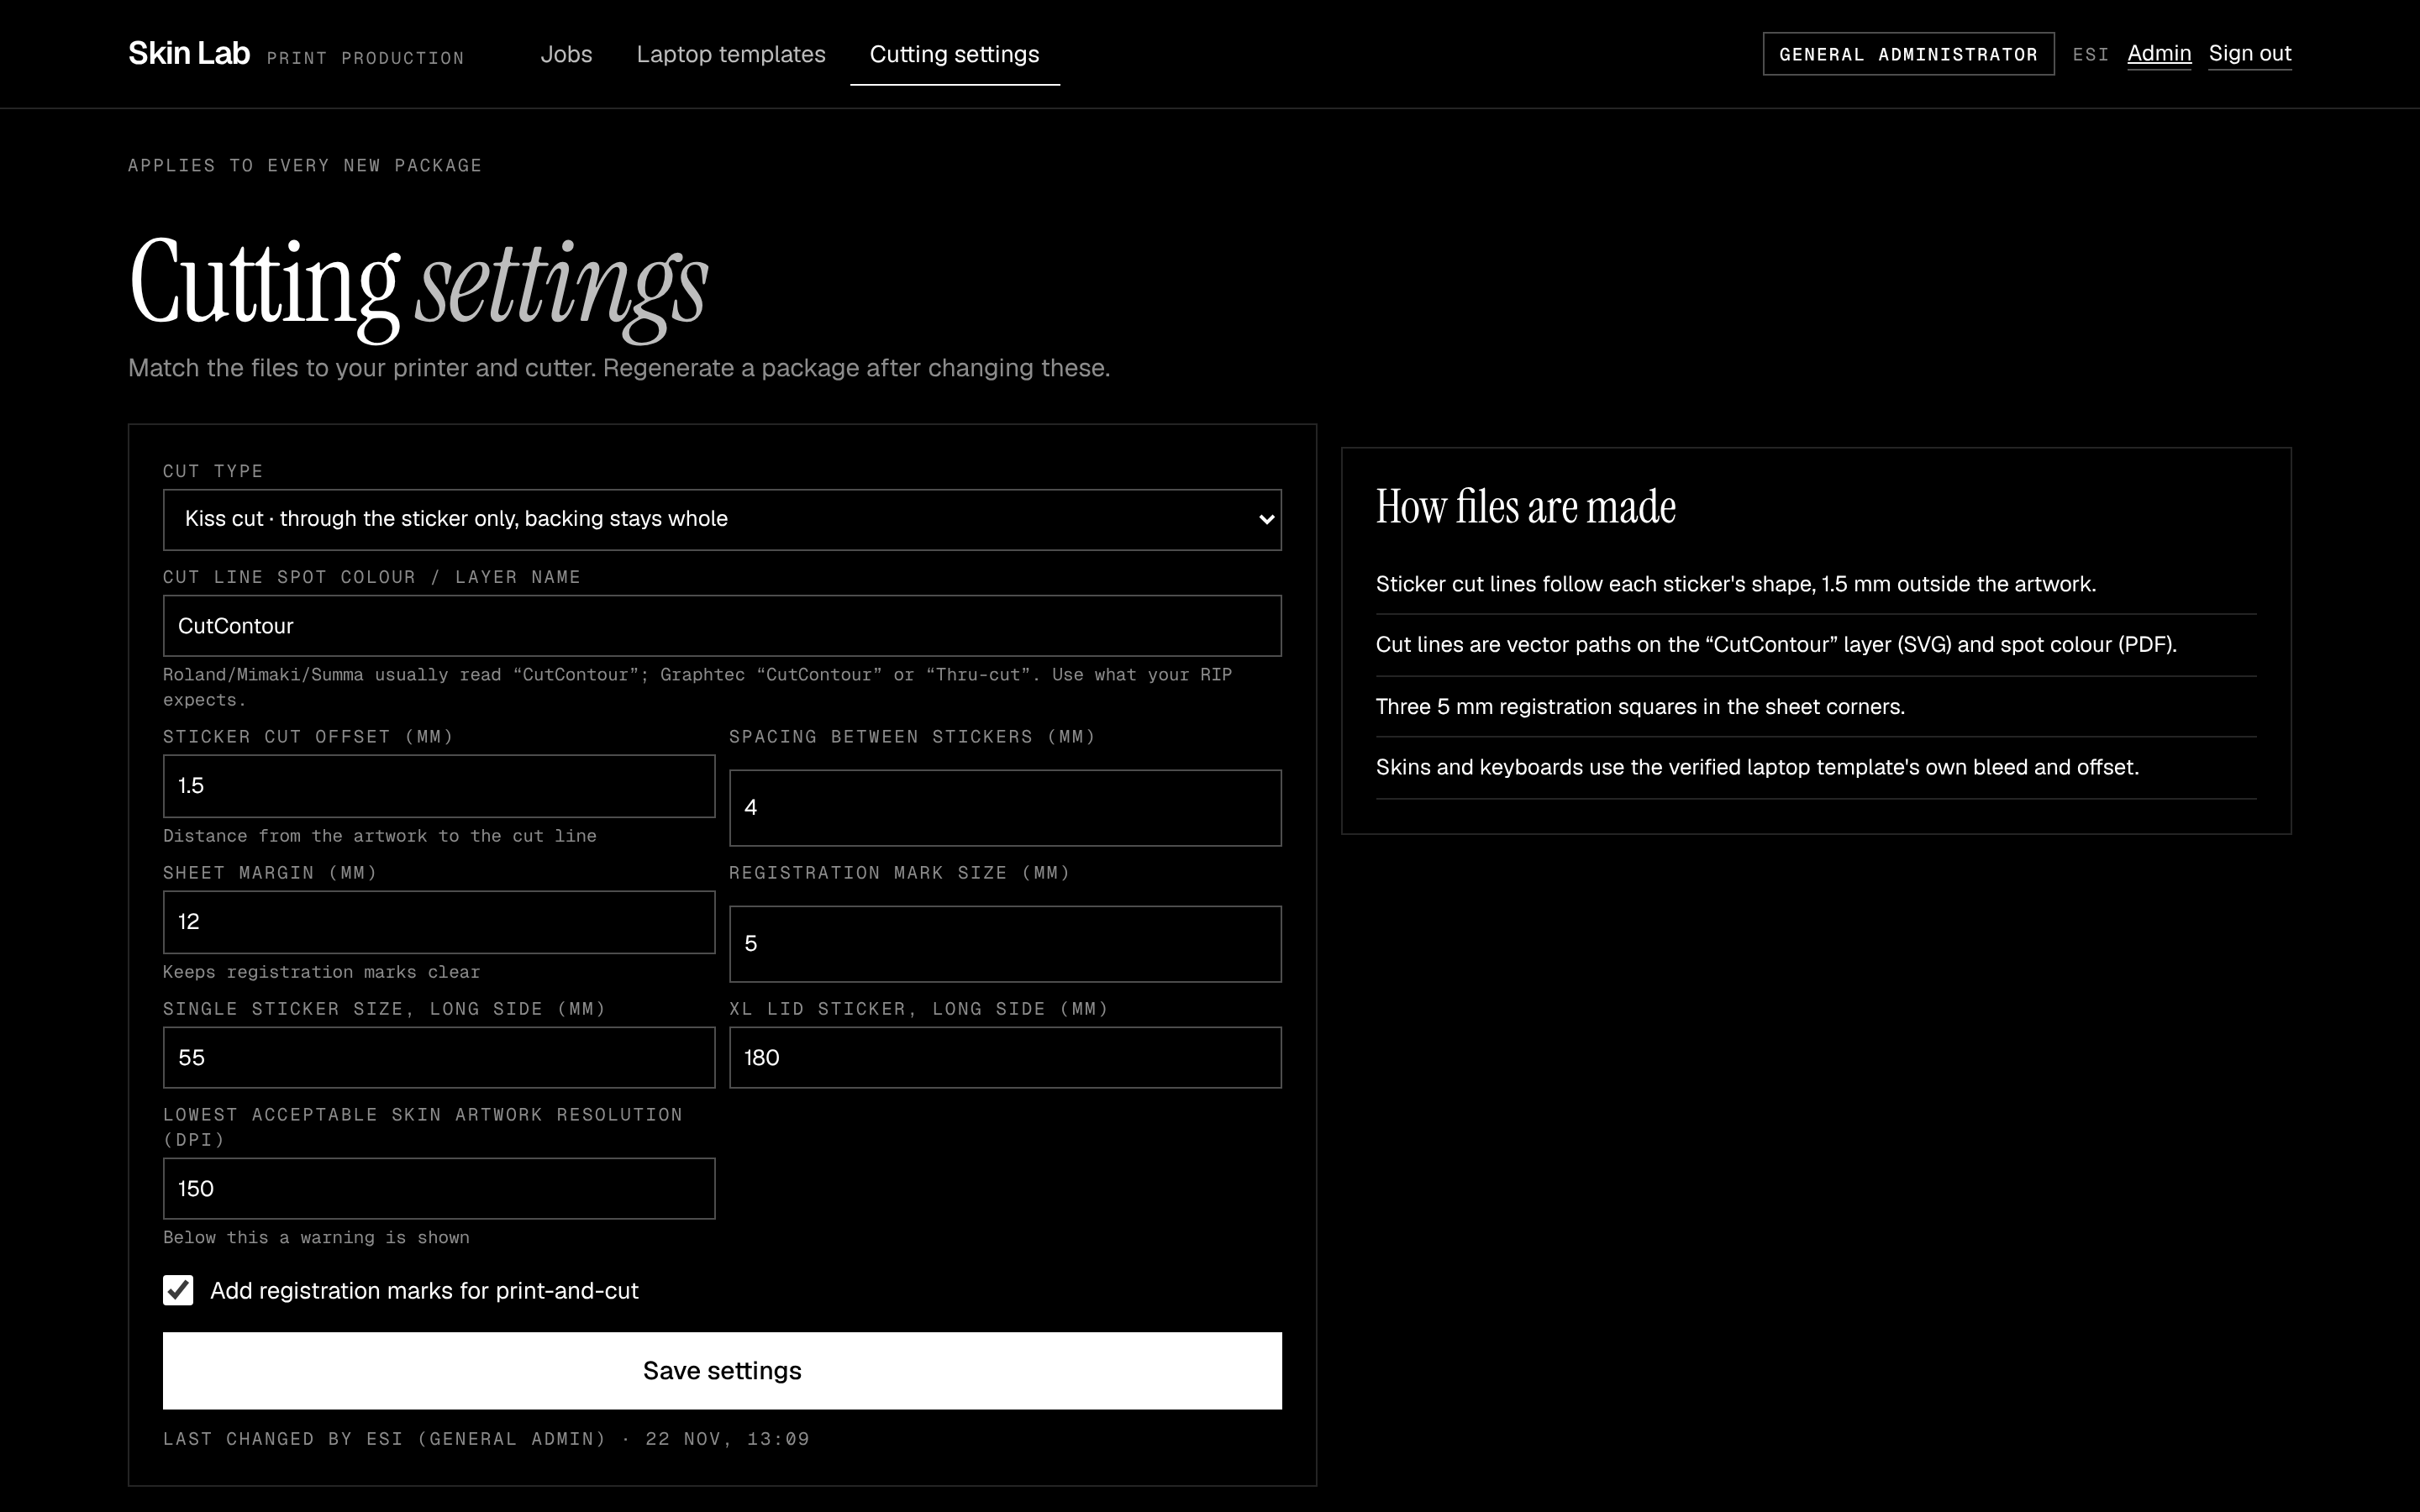 Skin Lab PRINT PRODUCTION Jobs Laptop templates Cutting settings GENERAL ADMINISTRATOR ESI Admin Sign out
APPLIES TO EVERY NEW PACKAGE
Cutting settings
Match the files to your printer and cutter. Regenerate a package after changing these.
CUT TYPE
Kiss cut · through the sticker only, backing stays whole
CUT LINE SPOT COLOUR / LAYER NAME
CutContour
Roland/Mimaki/Summa usually read “CutContour”; Graphtec “CutContour” or “Thru-cut”. Use what your RIP
expects.
STICKER CUT OFFSET (MM)
1.5
Distance from the artwork to the cut line
SPACING BETWEEN STICKERS (MM)
4
SHEET MARGIN (MM)
12
Keeps registration marks clear
REGISTRATION MARK SIZE (MM)
5
SINGLE STICKER SIZE, LONG SIDE (MM)
55
XL LID STICKER, LONG SIDE (MM)
180
LOWEST ACCEPTABLE SKIN ARTWORK RESOLUTION
(DPI)
150
Below this a warning is shown
Add registration marks for print-and-cut
Save settings
LAST CHANGED BY ESI (GENERAL ADMIN) · 22 NOV, 13:09
How files are made
Sticker cut lines follow each sticker's shape, 1.5 mm outside the artwork.
Cut lines are vector paths on the “CutContour” layer (SVG) and spot colour (PDF).
Three 5 mm registration squares in the sheet corners.
Skins and keyboards use the verified laptop template's own bleed and offset.